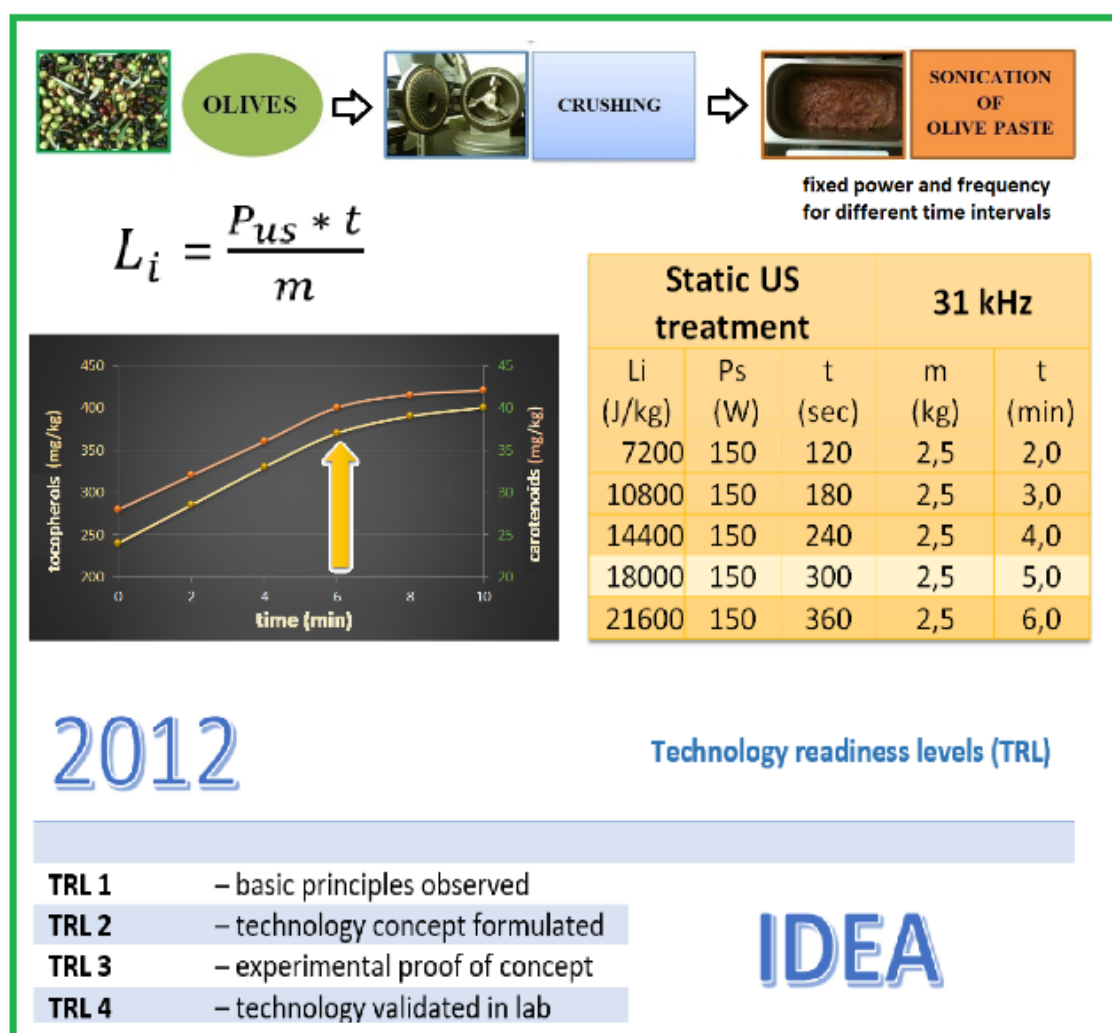 OLIVES
CRUSHING
SONICATION
OF
OLIVE PASTE
fixed power and frequency
for different time intervals
L_i = P_us * t / m
Static US
treatment
31 kHz
Li Ps t m t
(J/kg) (W) (sec) (kg) (min)
7200 150 120 2,5 2,0
10800 150 180 2,5 3,0
14400 150 240 2,5 4,0
18000 150 300 2,5 5,0
21600 150 360 2,5 6,0
tocopherols (mg/kg)
450
400
350
300
250
200
45
40
35
30
25
20
carotenoids (mg/kg)
0 2 4 6 8 10
time (min)
2012
Technology readiness levels (TRL)
TRL 1 – basic principles observed
TRL 2 – technology concept formulated
TRL 3 – experimental proof of concept
TRL 4 – technology validated in lab
IDEA